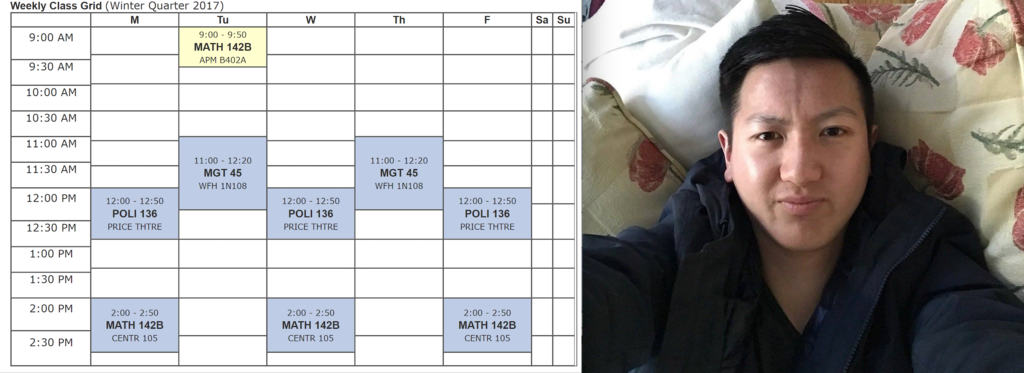 Weekly Class Grid (Winter Quarter 2017)
M Tu W Th F Sa Su
9:00 AM
9:00 - 9:50
MATH 142B
APM B402A
9:30 AM
10:00 AM
10:30 AM
11:00 AM
11:00 - 12:20
MGT 45
WFH 1N108
11:00 - 12:20
MGT 45
WFH 1N108
11:30 AM
12:00 PM
12:00 - 12:50
POLI 136
PRICE THTRE
12:00 - 12:50
POLI 136
PRICE THTRE
12:00 - 12:50
POLI 136
PRICE THTRE
12:30 PM
1:00 PM
1:30 PM
2:00 PM
2:00 - 2:50
MATH 142B
CENTR 105
2:00 - 2:50
MATH 142B
CENTR 105
2:00 - 2:50
MATH 142B
CENTR 105
2:30 PM